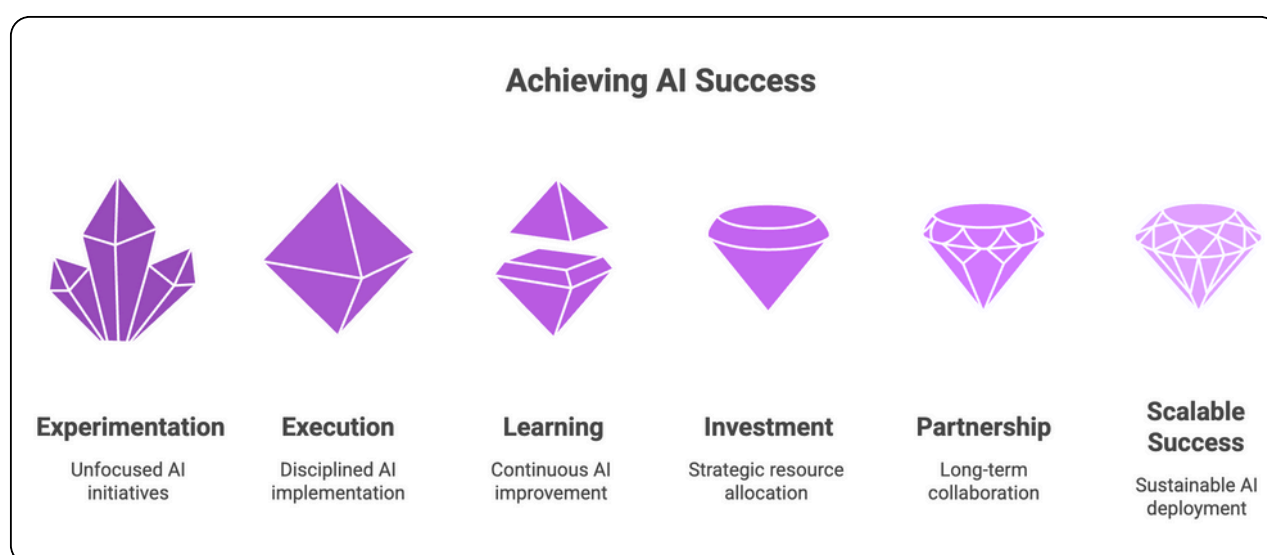 Achieving AI Success
Experimentation
Unfocused AI
initiatives
Execution
Disciplined AI
implementation
Learning
Continuous AI
improvement
Investment
Strategic resource
allocation
Partnership
Long-term
collaboration
Scalable
Success
Sustainable AI
deployment